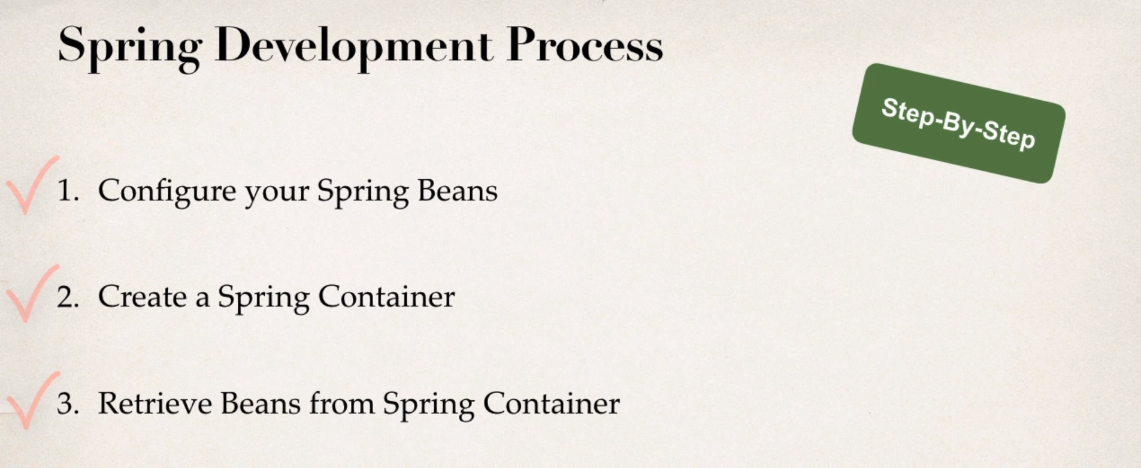 Spring Development Process
Step-By-Step
1. Configure your Spring Beans
2. Create a Spring Container
3. Retrieve Beans from Spring Container